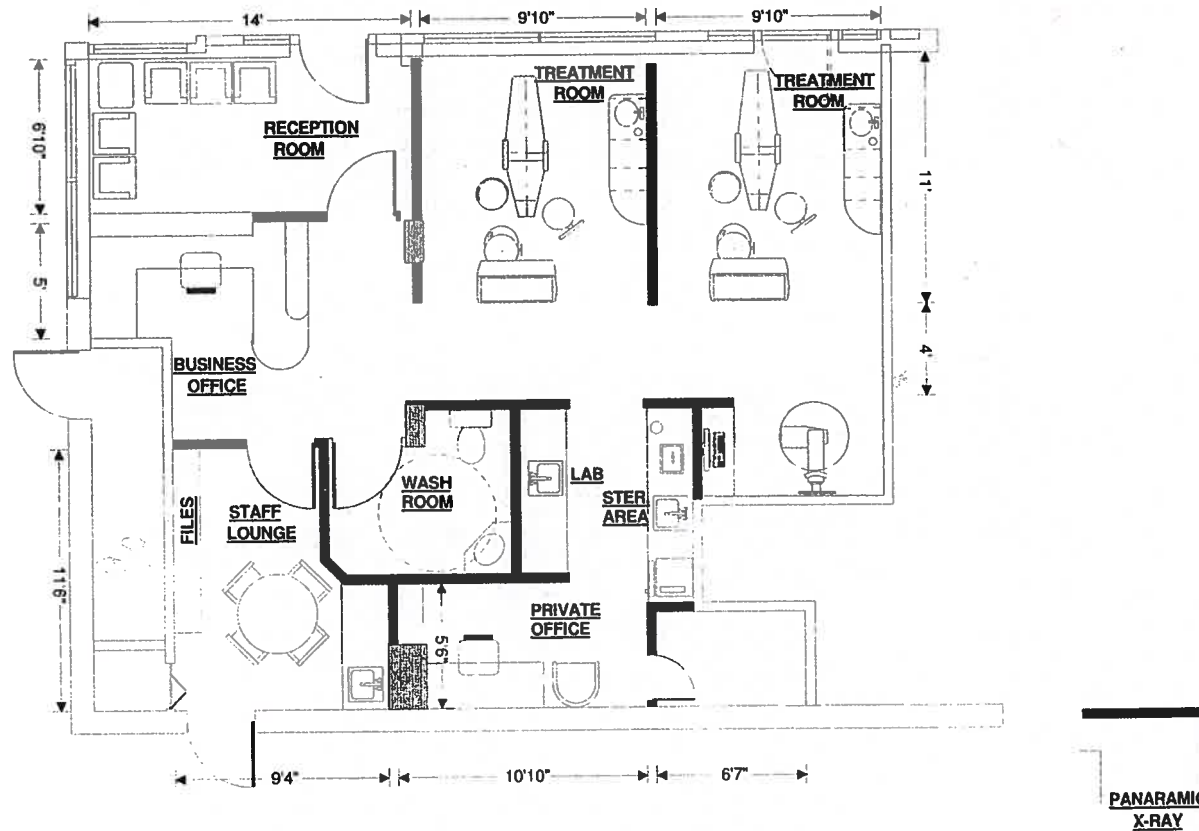 14'
9'10"
9'10"
TREATMENT
ROOM
TREATMENT
ROOM
RECEPTION
ROOM
6'10"
11'
5'
4'
BUSINESS
OFFICE
WASH
ROOM
LAB
STER.
AREA
FILES
STAFF
LOUNGE
11'6"
PRIVATE
OFFICE
5'6"
9'4"
10'10"
6'7"
PANARAMIC
X-RAY